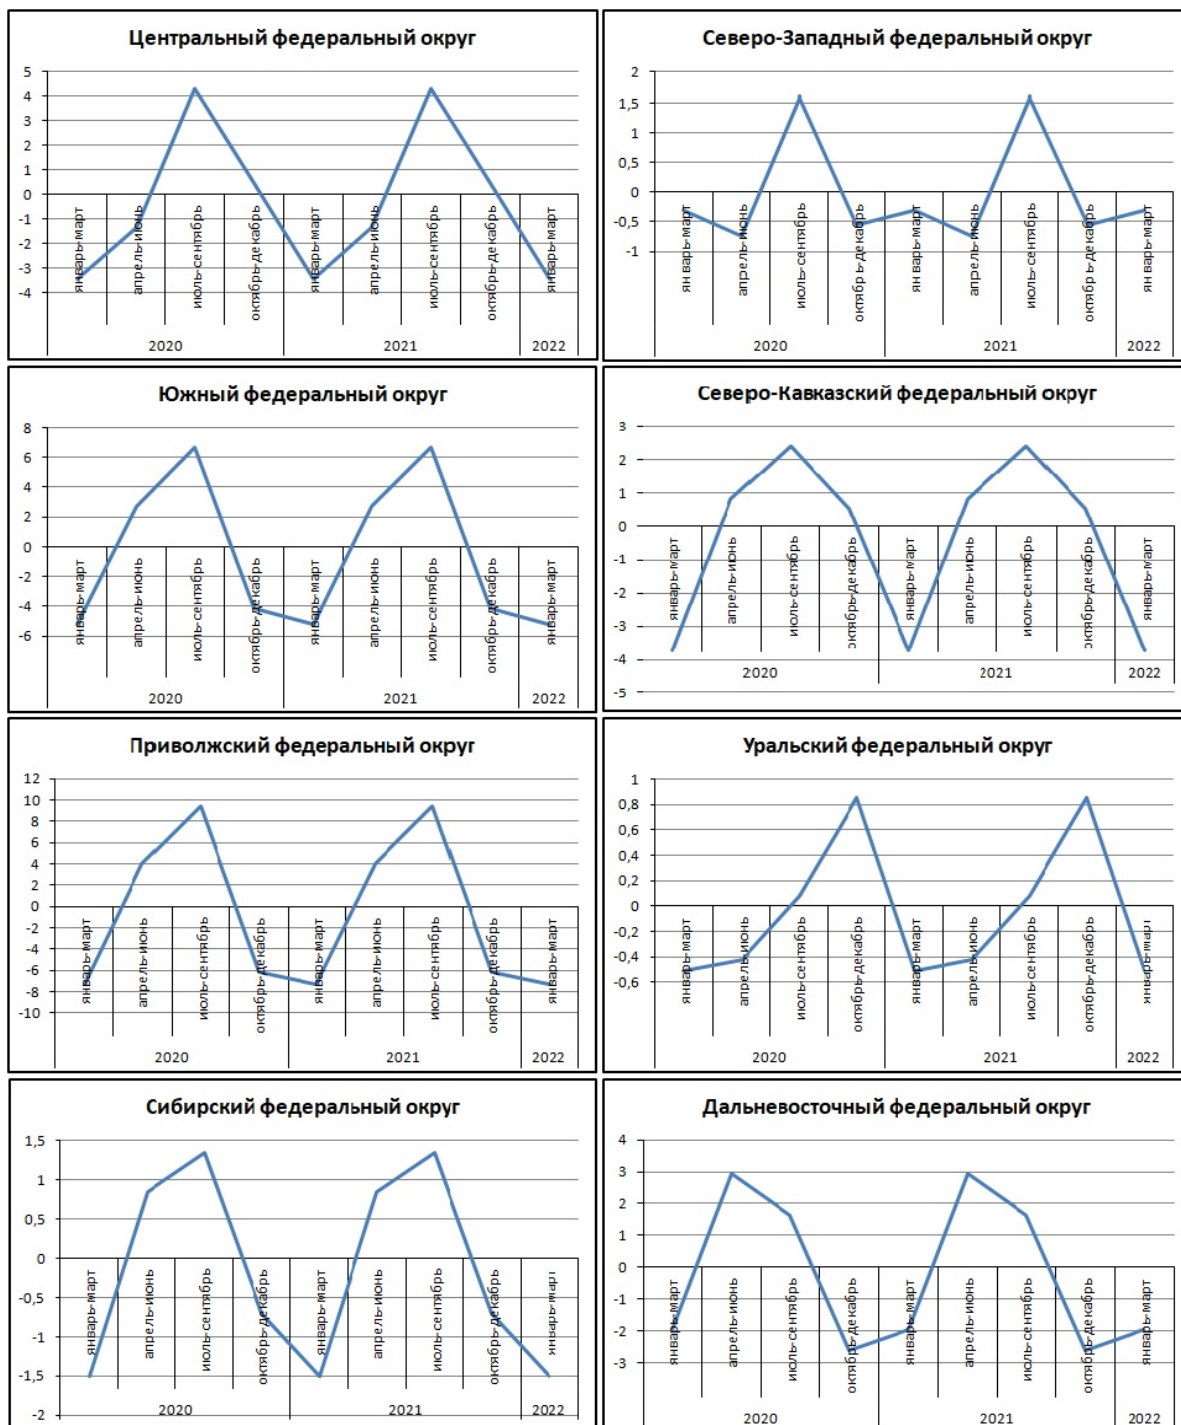 Центральный федеральный округ
5
4
3
2
1
0
-1
-2
-3
-4
январь-март
апрель-июнь
июль-сентябрь
октябрь-декабрь
январь-март
апрель-июнь
июль-сентябрь
октябрь-декабрь
январь-март
2020
2021
2022
Северо-Западный федеральный округ
2
1,5
1
0,5
0
-0,5
-1
январь-март
апрель-июнь
июль-сентябрь
октябрь-декабрь
январь-март
апрель-июнь
июль-сентябрь
октябрь-декабрь
январь-март
2020
2021
2022
Южный федеральный округ
8
6
4
2
0
-2
-4
-6
январь-март
апрель-июнь
июль-сентябрь
октябрь-декабрь
январь-март
апрель-июнь
июль-сентябрь
октябрь-декабрь
январь-март
2020
2021
2022
Северо-Кавказский федеральный округ
3
2
1
0
-1
-2
-3
-4
-5
январь-март
апрель-июнь
июль-сентябрь
октябрь-декабрь
январь-март
апрель-июнь
июль-сентябрь
октябрь-декабрь
январь-март
2020
2021
2022
Приволжский федеральный округ
12
10
8
6
4
2
0
-2
-4
-6
-8
-10
январь-март
апрель-июнь
июль-сентябрь
октябрь-декабрь
январь-март
апрель-июнь
июль-сентябрь
октябрь-декабрь
январь-март
2020
2021
2022
Уральский федеральный округ
1
0,8
0,6
0,4
0,2
0
-0,2
-0,4
-0,6
январь-март
апрель-июнь
июль-сентябрь
октябрь-декабрь
январь-март
апрель-июнь
июль-сентябрь
октябрь-декабрь
январь-март
2020
2021
2022
Сибирский федеральный округ
1,5
1
0,5
0
-0,5
-1
-1,5
-2
январь-март
апрель-июнь
июль-сентябрь
октябрь-декабрь
январь-март
апрель-июнь
июль-сентябрь
октябрь-декабрь
январь-март
2020
2021
2022
Дальневосточный федеральный округ
4
3
2
1
0
-1
-2
-3
январь-март
апрель-июнь
июль-сентябрь
октябрь-декабрь
январь-март
апрель-июнь
июль-сентябрь
октябрь-декабрь
январь-март
2020
2021
2022